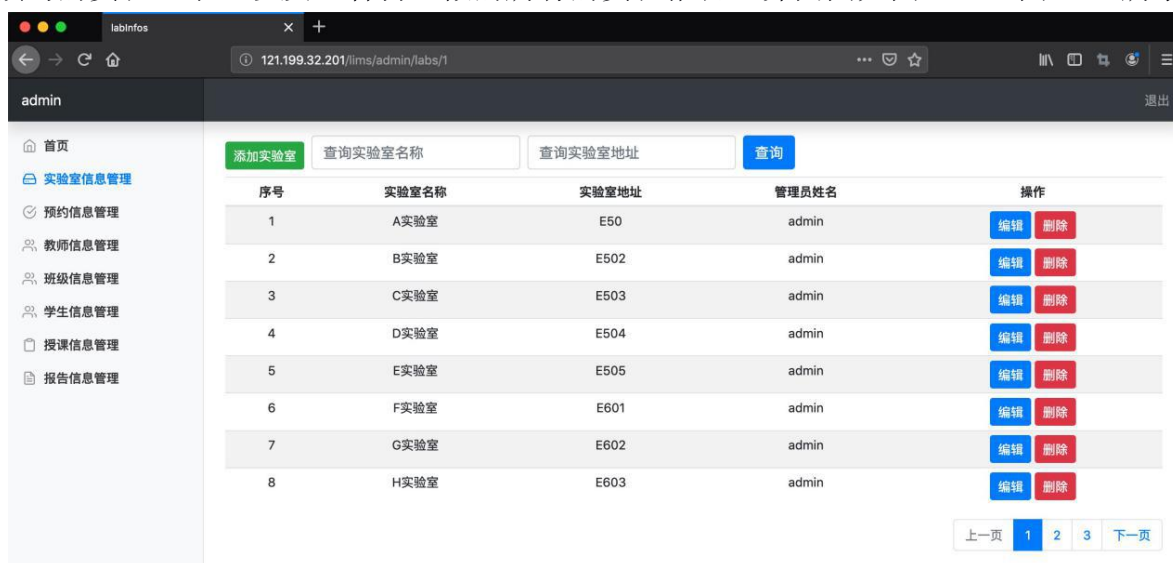 labInfos
121.199.32.201/lims/admin/labs/1
admin
退出
首页
实验室信息管理
预约信息管理
教师信息管理
班级信息管理
学生信息管理
授课信息管理
报告信息管理
添加实验室 查询实验室名称 查询实验室地址 查询
序号 实验室名称 实验室地址 管理员姓名 操作
1 A实验室 E50 admin 编辑 删除
2 B实验室 E502 admin 编辑 删除
3 C实验室 E503 admin 编辑 删除
4 D实验室 E504 admin 编辑 删除
5 E实验室 E505 admin 编辑 删除
6 F实验室 E601 admin 编辑 删除
7 G实验室 E602 admin 编辑 删除
8 H实验室 E603 admin 编辑 删除
上一页 1 2 3 下一页